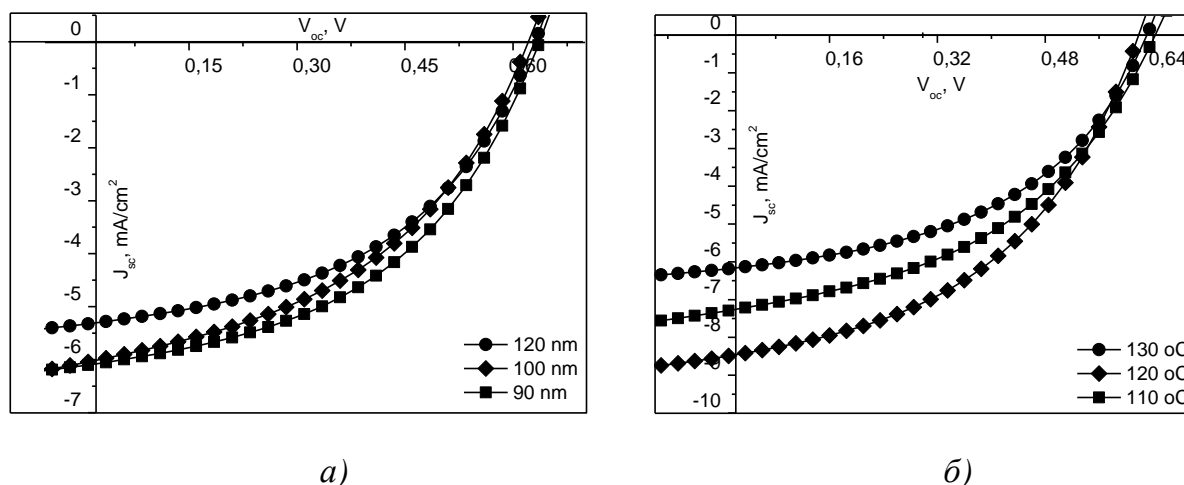 V_oc, V
0
0,15
0,30
0,45
0,60
-1
-2
-3
-4
-5
-6
-7
J_sc, mA/cm²
120 nm
100 nm
90 nm
а)
0
0,16
0,32
0,48
0,64
V_oc, V
-1
-2
-3
-4
-5
-6
-7
-8
-9
-10
J_sc, mA/cm²
130 oC
120 oC
110 oC
б)